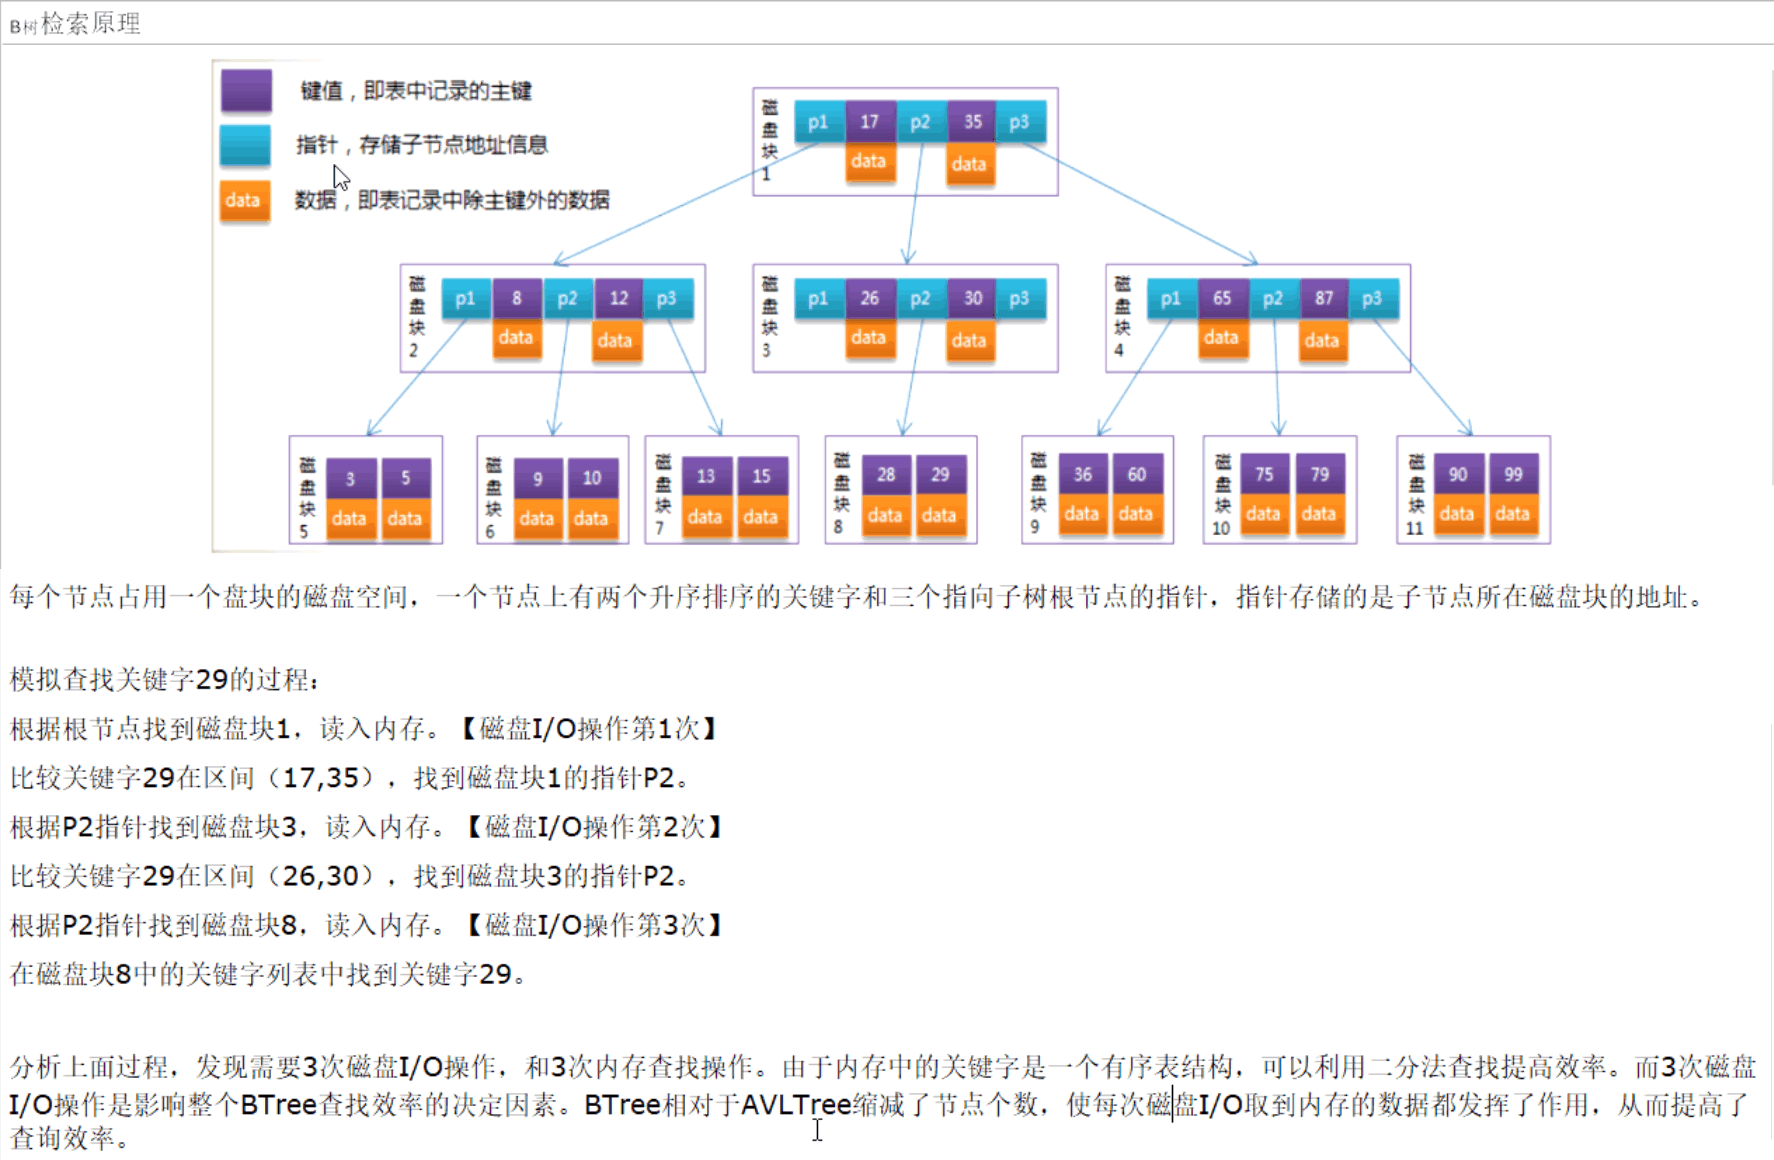 B树检索原理
键值，即表中记录的主键
指针，存储子节点地址信息
data 数据，即表记录中除主键外的数据
磁盘块1
p1 17 p2 35 p3
data data
磁盘块2
p1 8 p2 12 p3
data data
磁盘块3
p1 26 p2 30 p3
data data
磁盘块4
p1 65 p2 87 p3
data data
磁盘块5
3 5
data data
磁盘块6
9 10
data data
磁盘块7
13 15
data data
磁盘块8
28 29
data data
磁盘块9
36 60
data data
磁盘块10
75 79
data data
磁盘块11
90 99
data data
每个节点占用一个盘块的磁盘空间，一个节点上有两个升序排序的关键字和三个指向子树根节点的指针，指针存储的是子节点所在磁盘块的地址。
模拟查找关键字29的过程：
根据根节点找到磁盘块1，读入内存。【磁盘I/O操作第1次】
比较关键字29在区间（17,35），找到磁盘块1的指针P2。
根据P2指针找到磁盘块3，读入内存。【磁盘I/O操作第2次】
比较关键字29在区间（26,30），找到磁盘块3的指针P2。
根据P2指针找到磁盘块8，读入内存。【磁盘I/O操作第3次】
在磁盘块8中的关键字列表中找到关键字29。
分析上面过程，发现需要3次磁盘I/O操作，和3次内存查找操作。由于内存中的关键字是一个有序表结构，可以利用二分法查找提高效率。而3次磁盘
I/O操作是影响整个BTree查找效率的决定因素。BTree相对于AVLTree缩减了节点个数，使每次磁盘I/O取到内存的数据都发挥了作用，从而提高了
查询效率。